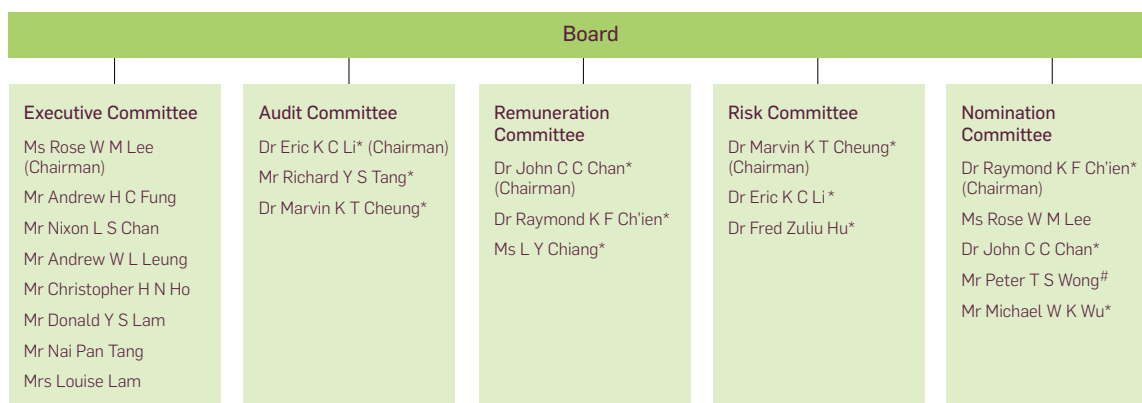 Board
Executive Committee
Ms Rose W M Lee
(Chairman)
Mr Andrew H C Fung
Mr Nixon L S Chan
Mr Andrew W L Leung
Mr Christopher H N Ho
Mr Donald Y S Lam
Mr Nai Pan Tang
Mrs Louise Lam
Audit Committee
Dr Eric K C Li* (Chairman)
Mr Richard Y S Tang*
Dr Marvin K T Cheung*
Remuneration
Committee
Dr John C C Chan*
(Chairman)
Dr Raymond K F Ch'ien*
Ms L Y Chiang*
Risk Committee
Dr Marvin K T Cheung*
(Chairman)
Dr Eric K C Li*
Dr Fred Zuliu Hu*
Nomination
Committee
Dr Raymond K F Ch'ien*
(Chairman)
Ms Rose W M Lee
Dr John C C Chan*
Mr Peter T S Wong#
Mr Michael W K Wu*